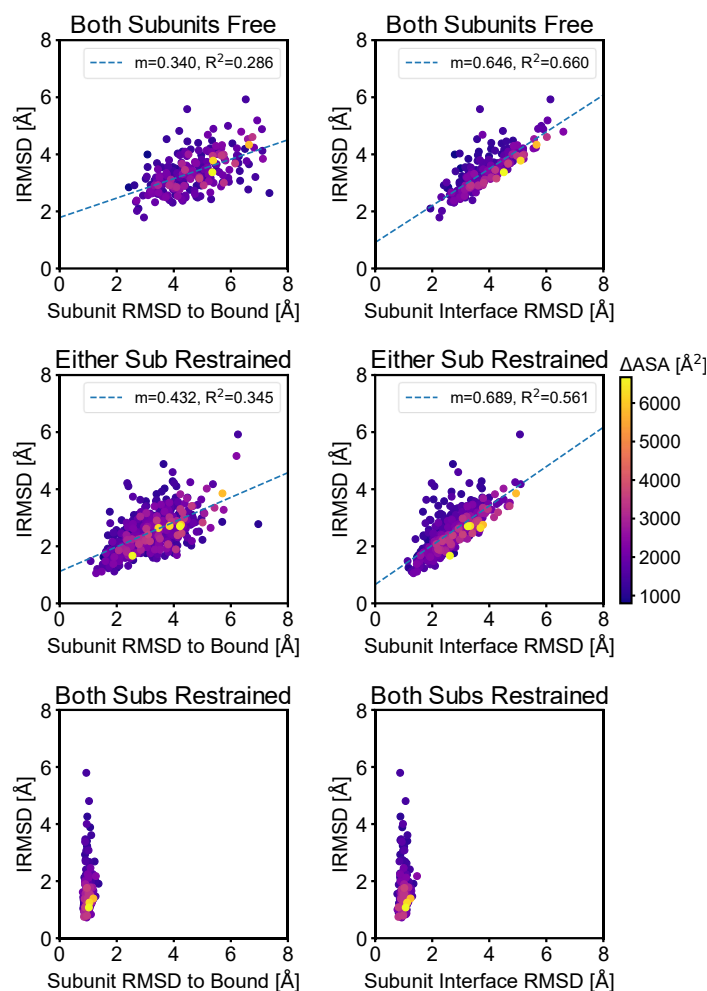 Both Subunits Free
m=0.340, R²=0.286
IRMSD [Å]
8
6
4
2
0
0 2 4 6 8
Subunit RMSD to Bound [Å]
Both Subunits Free
m=0.646, R²=0.660
IRMSD [Å]
8
6
4
2
0
0 2 4 6 8
Subunit Interface RMSD [Å]
Either Sub Restrained
m=0.432, R²=0.345
IRMSD [Å]
8
6
4
2
0
0 2 4 6 8
Subunit RMSD to Bound [Å]
Either Sub Restrained
m=0.689, R²=0.561
IRMSD [Å]
8
6
4
2
0
0 2 4 6 8
Subunit Interface RMSD [Å]
ΔASA [Å²]
6000
5000
4000
3000
2000
1000
Both Subs Restrained
IRMSD [Å]
8
6
4
2
0
0 2 4 6 8
Subunit RMSD to Bound [Å]
Both Subs Restrained
IRMSD [Å]
8
6
4
2
0
0 2 4 6 8
Subunit Interface RMSD [Å]